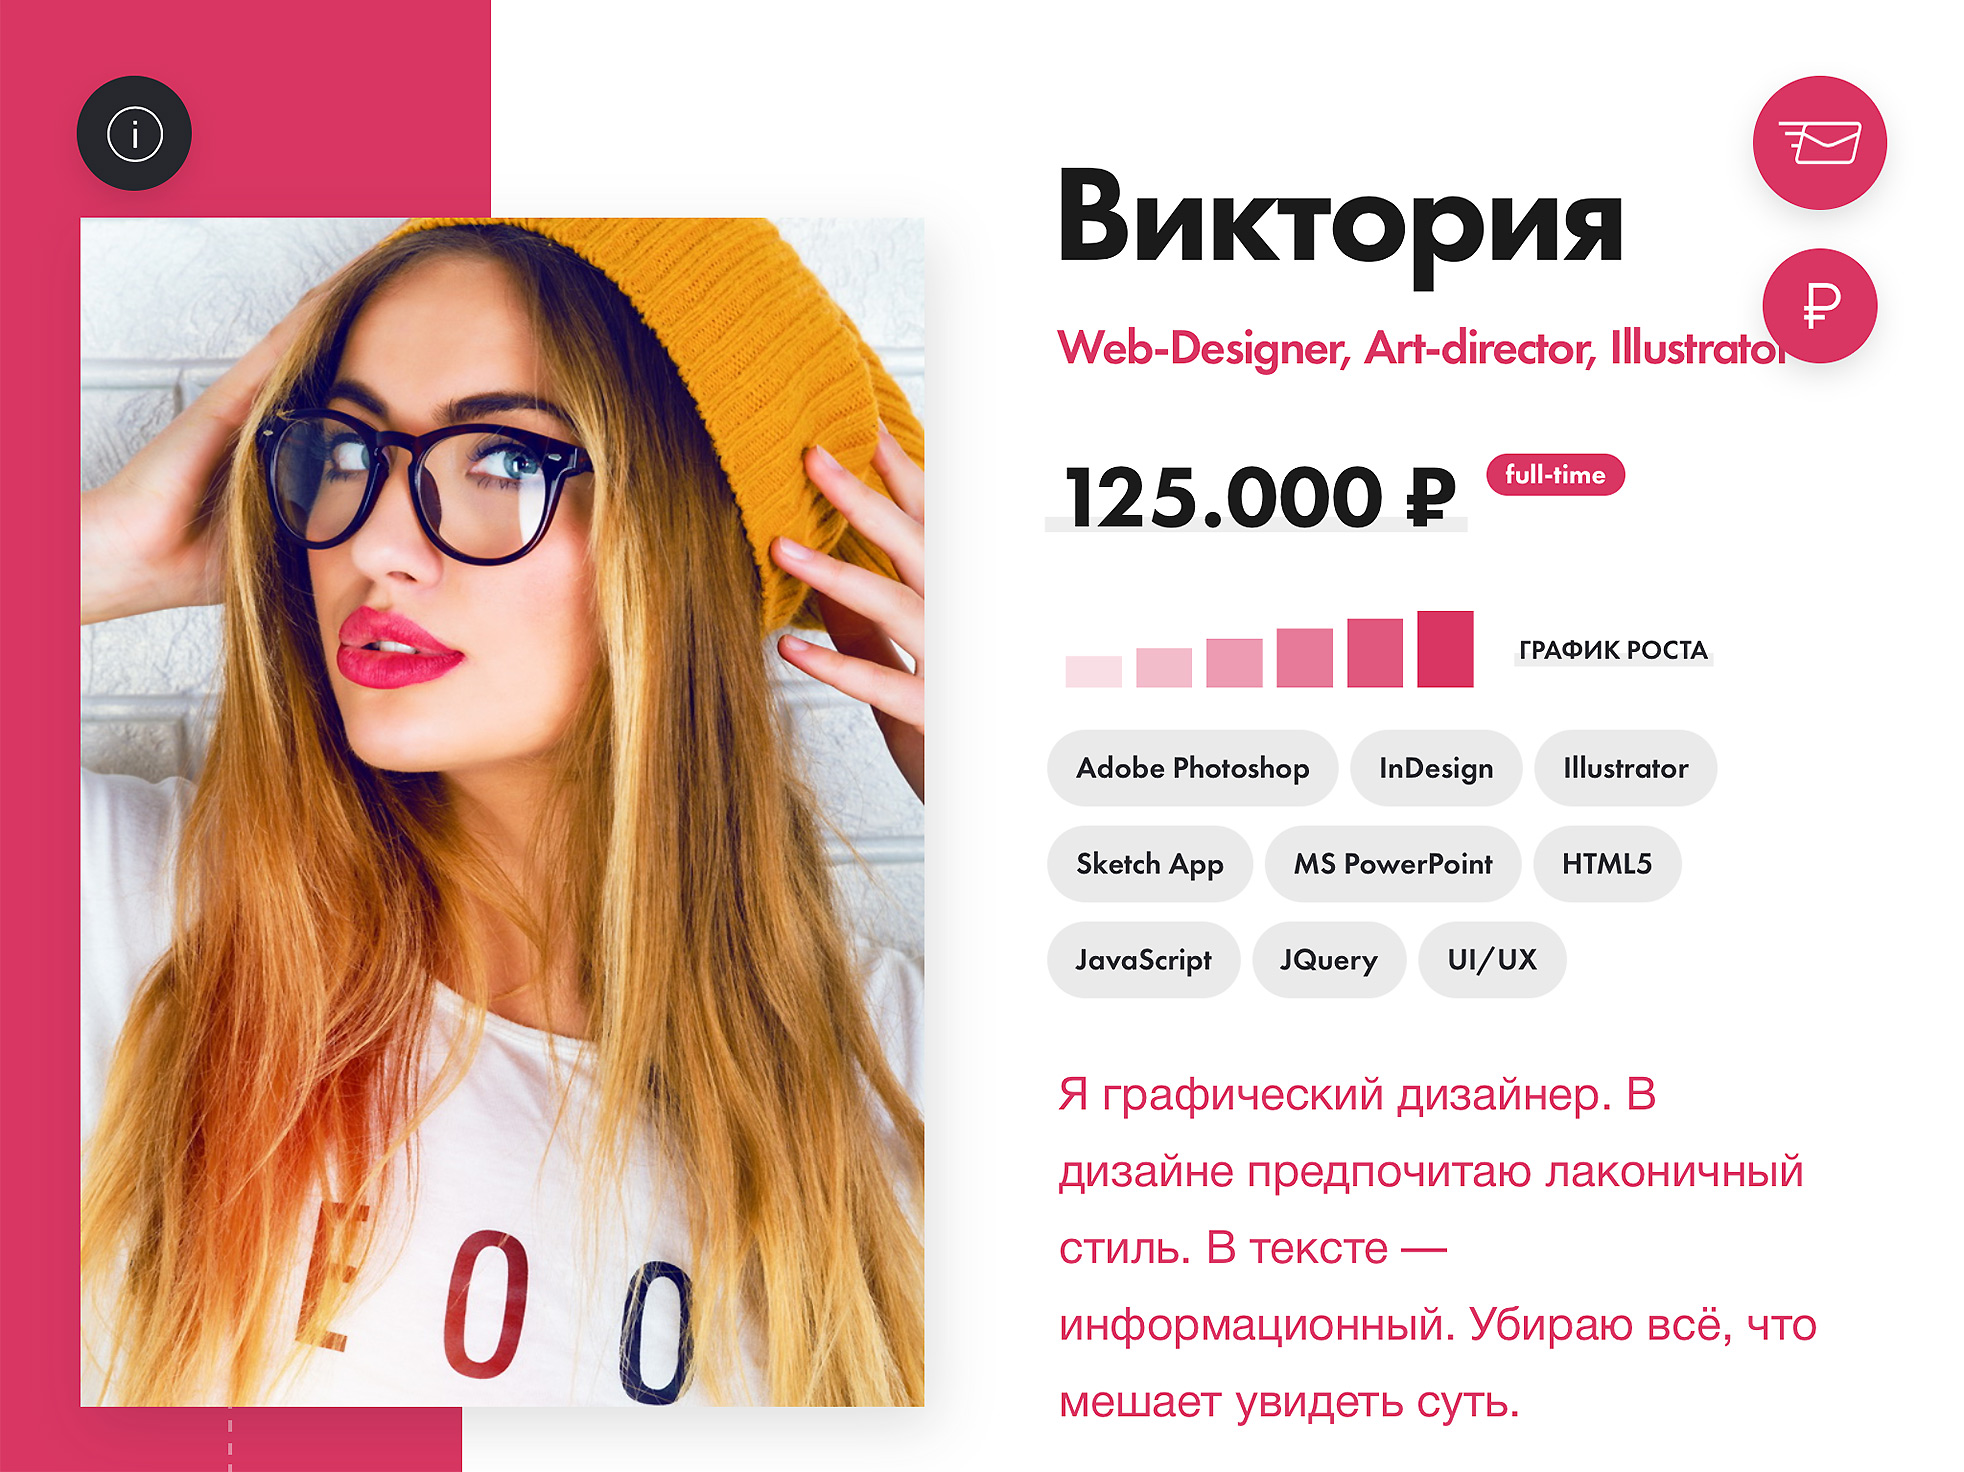 Виктория
Web-Designer, Art-director, Illustrator
125.000 ₽
full-time
ГРАФИК РОСТА
Adobe Photoshop
InDesign
Illustrator
Sketch App
MS PowerPoint
HTML5
JavaScript
JQuery
UI/UX
Я графический дизайнер. В
дизайне предпочитаю лаконичный
стиль. В тексте —
информационный. Убираю всё, что
мешает увидеть суть.
i
₽
E O O